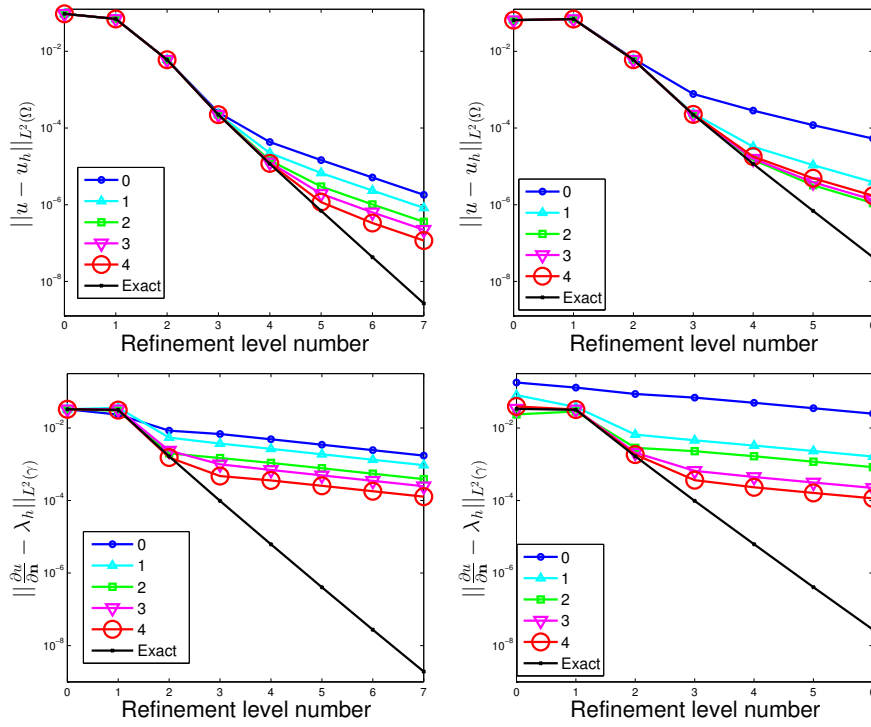 ||u − u_h||_{L²(Ω)}
10⁻²
10⁻⁴
10⁻⁶
10⁻⁸
0
1
2
3
4
Exact
0 1 2 3 4 5 6 7
Refinement level number
||u − u_h||_{L²(Ω)}
10⁻²
10⁻⁴
10⁻⁶
10⁻⁸
0
1
2
3
4
Exact
0 1 2 3 4 5 6
Refinement level number
||∂u/∂n − λ_h||_{L²(γ)}
10⁻²
10⁻⁴
10⁻⁶
10⁻⁸
0
1
2
3
4
Exact
0 1 2 3 4 5 6 7
Refinement level number
||∂u/∂n − λ_h||_{L²(γ)}
10⁻²
10⁻⁴
10⁻⁶
10⁻⁸
0
1
2
3
4
Exact
0 1 2 3 4 5 6
Refinement level number